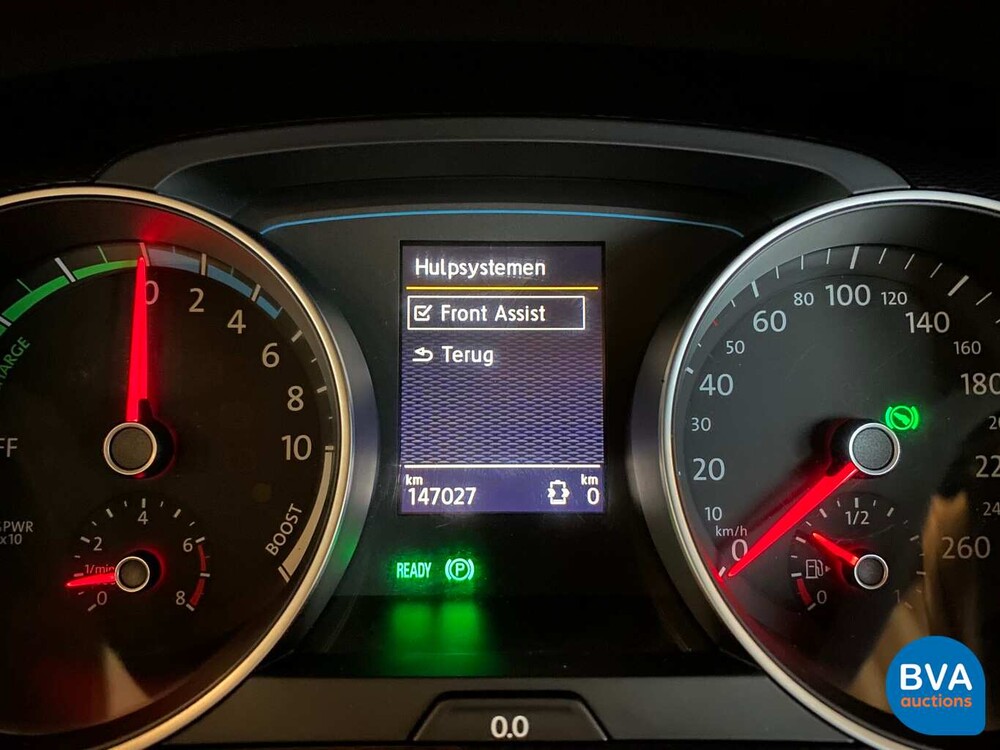 Hulpsystemen
Front Assist
Terug
km
147027
km
0
READY (P)
0.0
0 2 4 6 8 10
BOOST
0 2 4 6 8
1/min
0 10 20 30 40 50 60 80 100 120 140 160 180
260
km/h
0 1/2 1
BVA
auctions